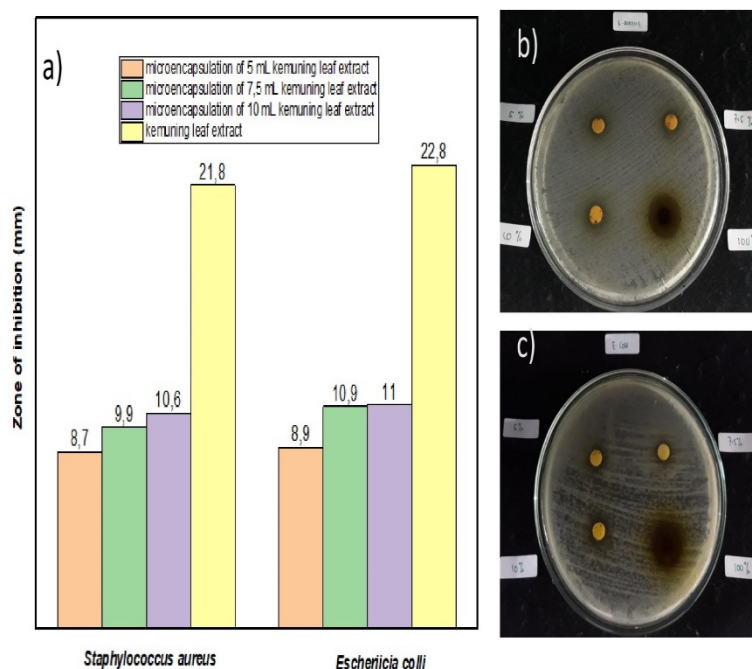 a)
microencapsulation of 5 mL kemuning leaf extract
microencapsulation of 7,5 mL kemuning leaf extract
microencapsulation of 10 mL kemuning leaf extract
kemuning leaf extract
Zone of inhibition (mm)
8,7
9,9
10,6
21,8
8,9
10,9
11
22,8
Staphylococcus aureus
Escherjicia colli
b)
5 %
7.5 %
10 %
100%
c)
E. Coli
5%
7.5%
10%
100%